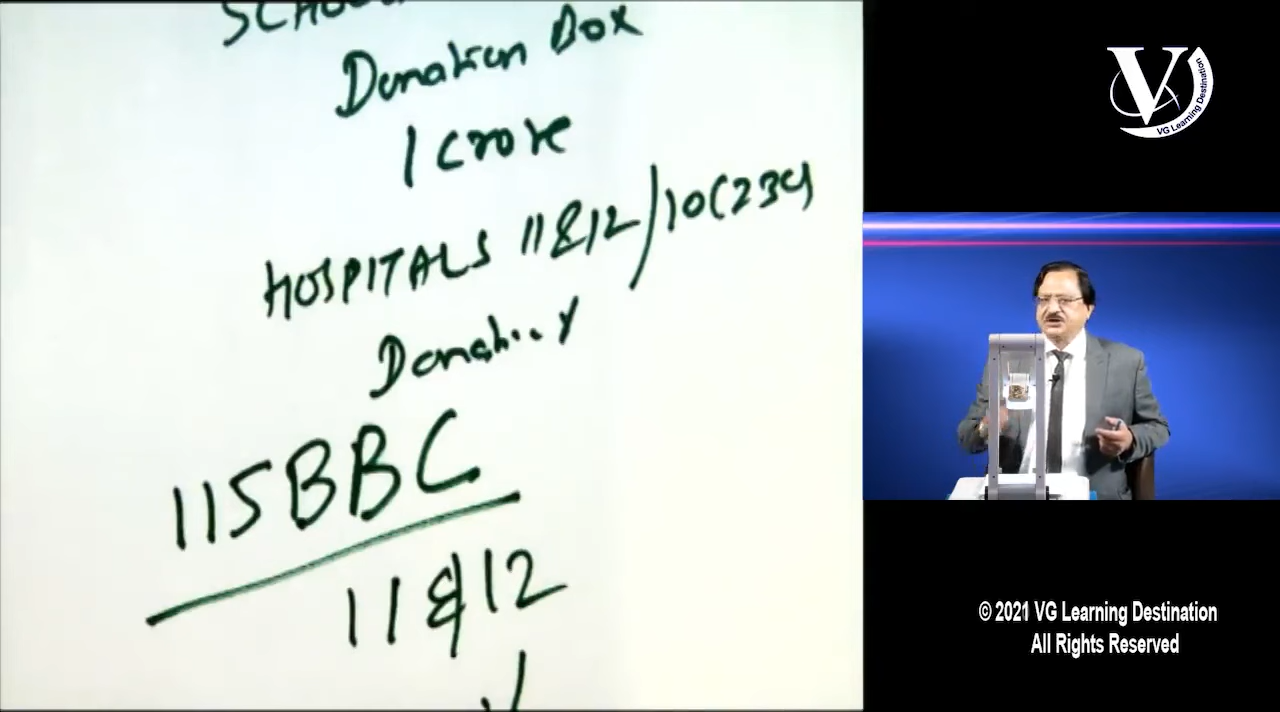 SCHOOL
Donation Box
1 crore
HOSPITALS 11&12/10(23C)
115BBC
11&12
V
VG Learning Destination
© 2021 VG Learning Destination
All Rights Reserved